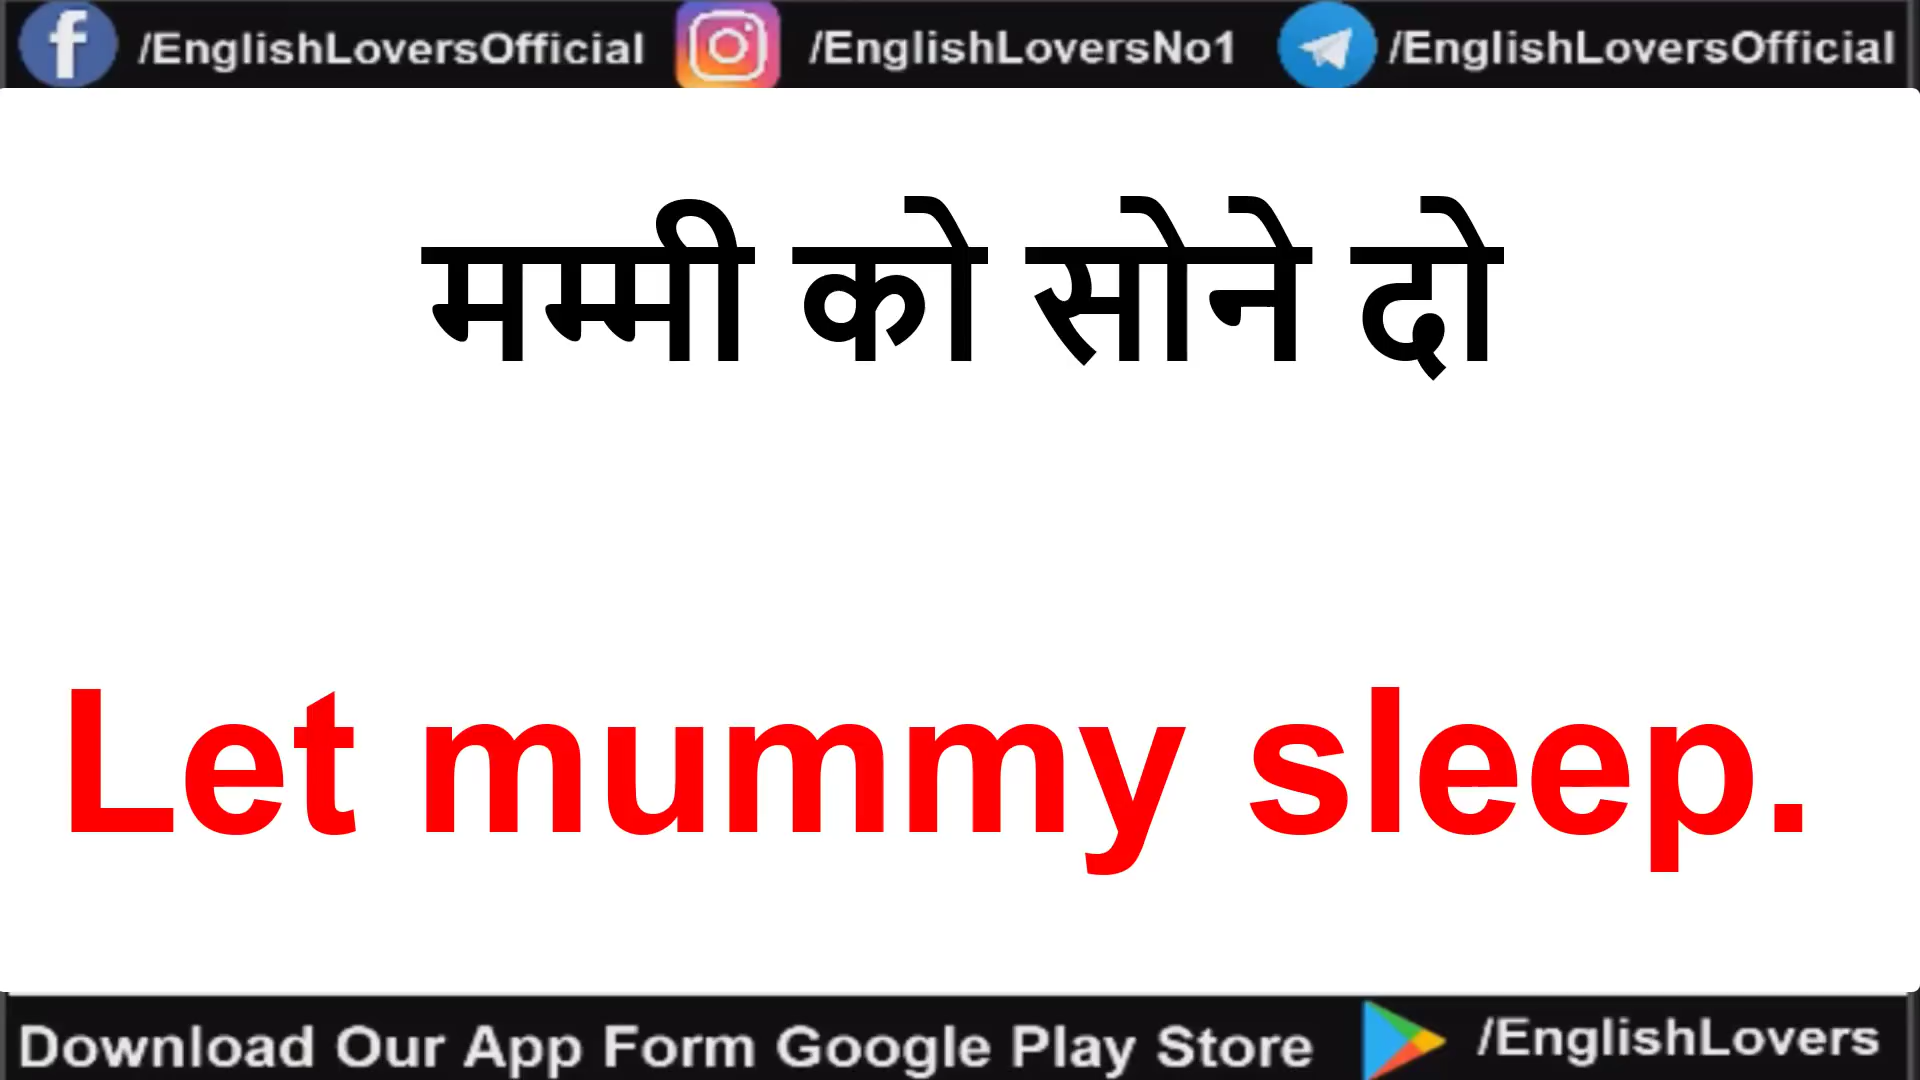 /EnglishLoversOfficial /EnglishLoversNo1 /EnglishLoversOfficial
मम्मी को सोने दो
Let mummy sleep.
Download Our App Form Google Play Store /EnglishLovers